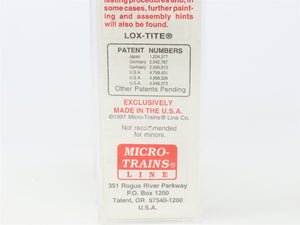 testing procedures and, in
some cases, further paint-
ing and assembly hints
will also be found.
LOX-TITE®
PATENT NUMBERS
Japan
Germany
Germany
U.S.A.
U.S.A.
U.S.A.
Other Patents Pending
EXCLUSIVELY
MADE IN THE U.S.A.
©1997 Micro-Trains® Line Co.
Not recommended
for minors.
MICRO-
TRAINS®
LINE
351 Rogue River Parkway
P.O. Box 1200
Talent, OR 97540-1200
U.S.A.